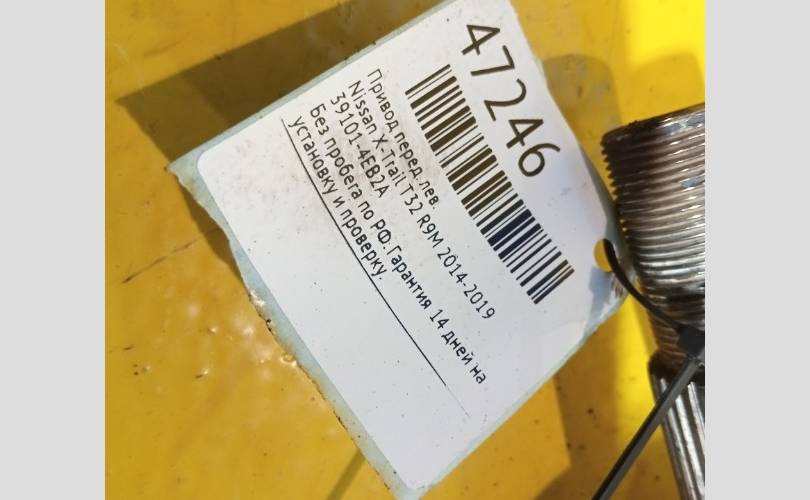 47246
Привод перед. лев.
Nissan X-Trail T32 R9M 2014-2019
39101-4EB2A
Без пробега по РФ. Гарантия 14 дней на
установку и проверку.